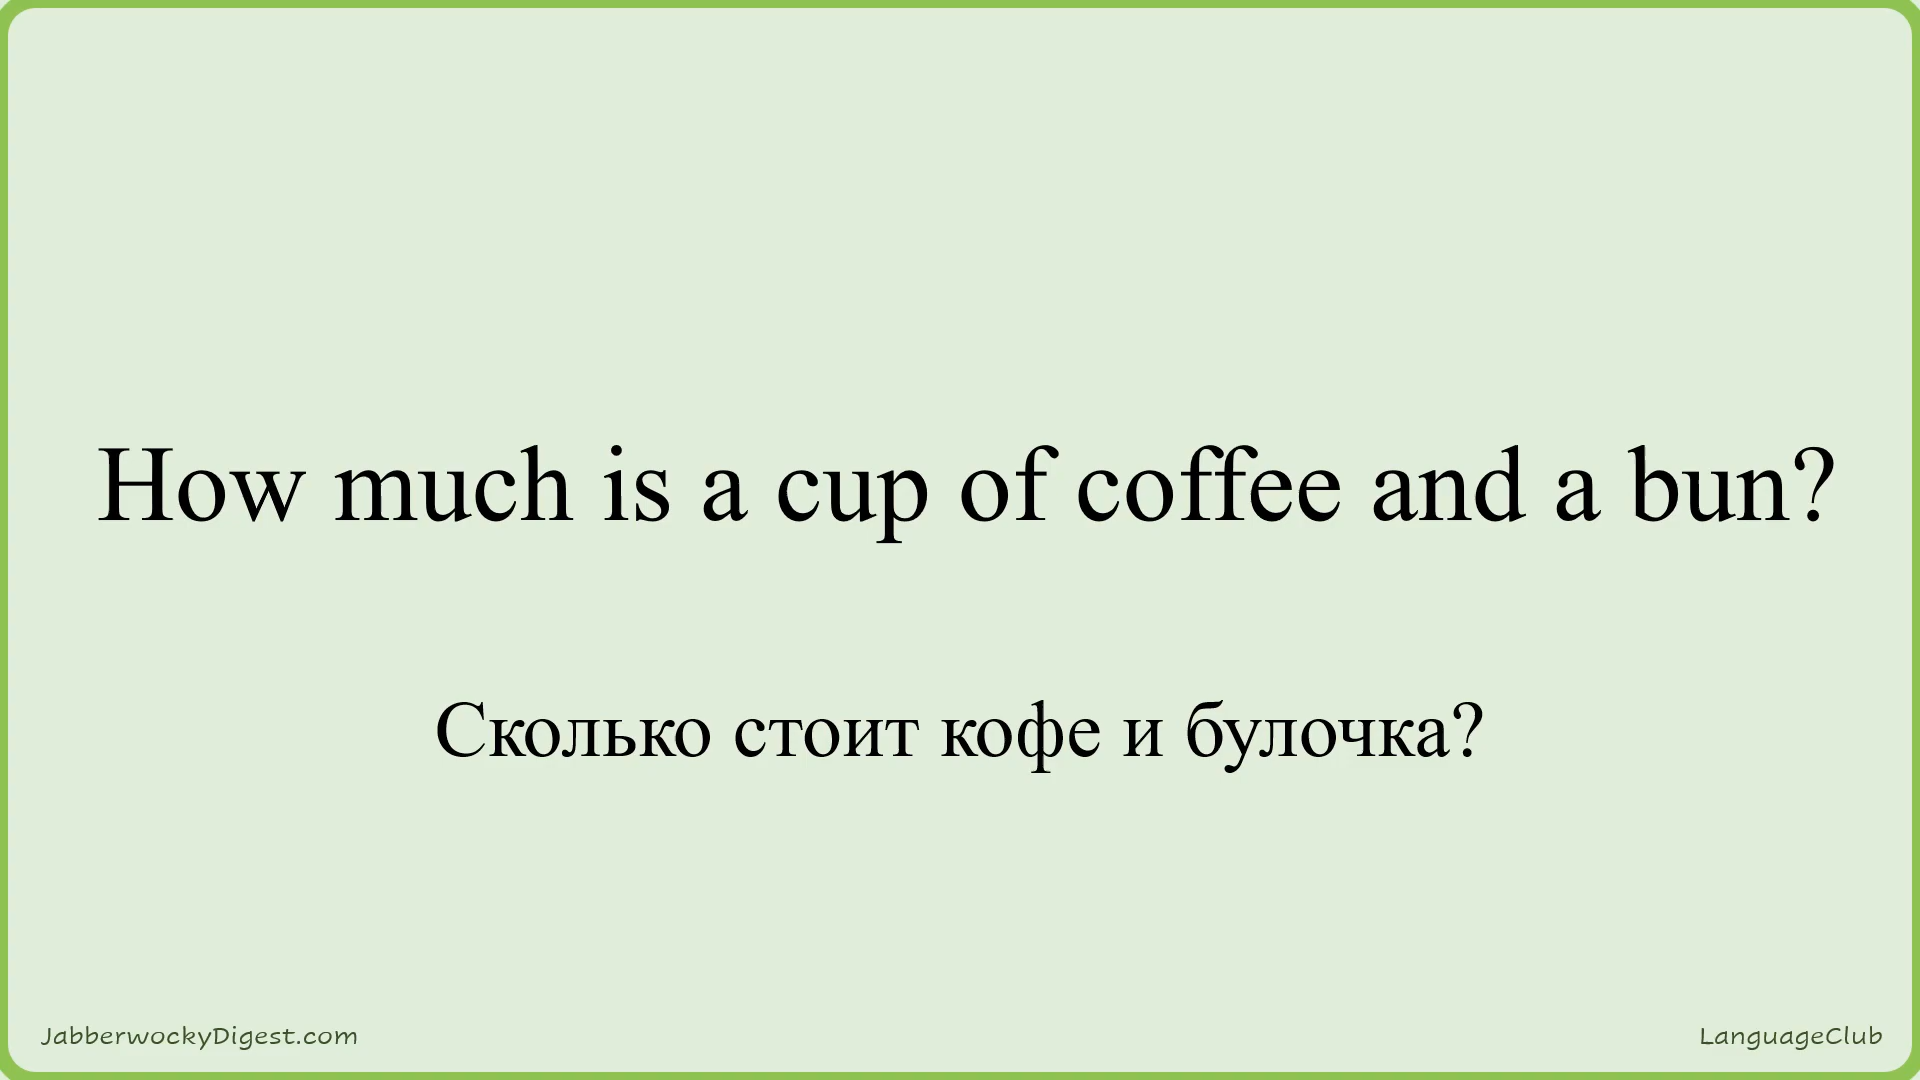 How much is a cup of coffee and a bun?
Сколько стоит кофе и булочка?
JabberwockyDigest.com
LanguageClub